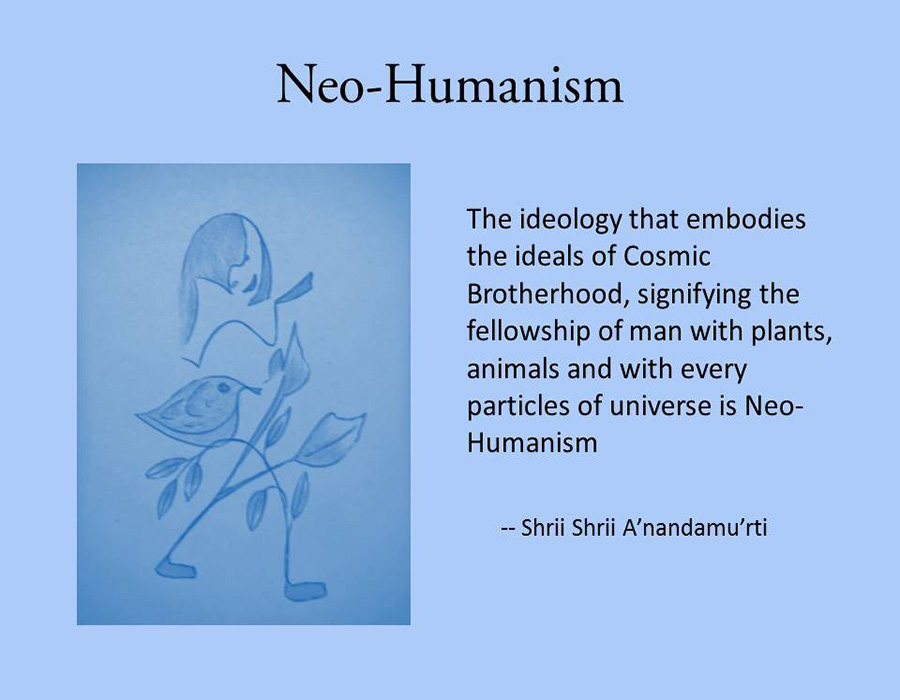 Neo-Humanism
The ideology that embodies
the ideals of Cosmic
Brotherhood, signifying the
fellowship of man with plants,
animals and with every
particles of universe is Neo-
Humanism
-- Shrii Shrii A’nandamu’rti